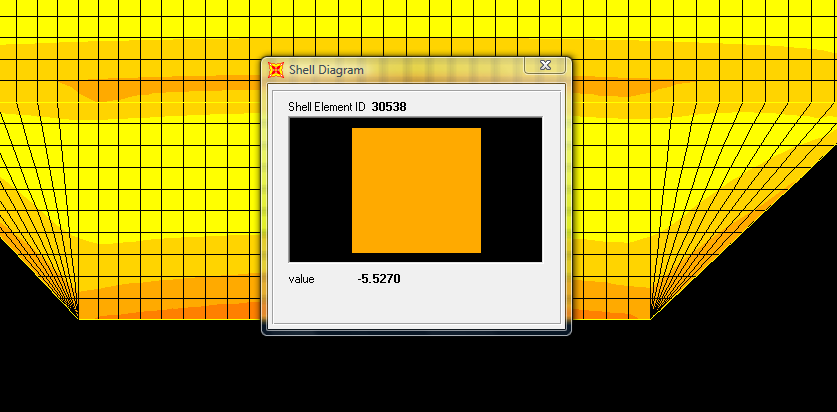 Shell Diagram
Shell Element ID 30538
value -5.5270